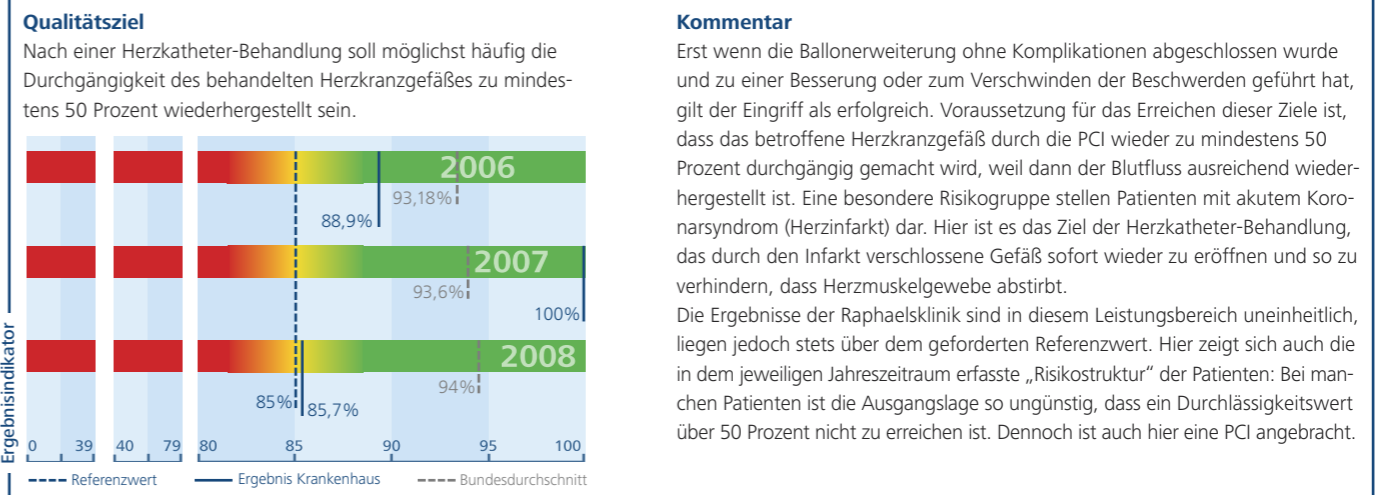 Qualitätsziel
Nach einer Herzkatheter-Behandlung soll möglichst häufig die
Durchgängigkeit des behandelten Herzkranzgefäßes zu mindes-
tens 50 Prozent wiederhergestellt sein.
2006
93,18%
88,9%
2007
93,6%
100%
2008
94%
85%
85,7%
0 39 40 79 80 85 90 95 100
Referenzwert Ergebnis Krankenhaus Bundesdurchschnitt
Ergebnisindikator
Kommentar
Erst wenn die Ballonerweiterung ohne Komplikationen abgeschlossen wurde
und zu einer Besserung oder zum Verschwinden der Beschwerden geführt hat,
gilt der Eingriff als erfolgreich. Voraussetzung für das Erreichen dieser Ziele ist,
dass das betroffene Herzkranzgefäß durch die PCI wieder zu mindestens 50
Prozent durchgängig gemacht wird, weil dann der Blutfluss ausreichend wieder-
hergestellt ist. Eine besondere Risikogruppe stellen Patienten mit akutem Koro-
narsyndrom (Herzinfarkt) dar. Hier ist es das Ziel der Herzkatheter-Behandlung,
das durch den Infarkt verschlossene Gefäß sofort wieder zu eröffnen und so zu
verhindern, dass Herzmuskelgewebe abstirbt.
Die Ergebnisse der Raphaelsklinik sind in diesem Leistungsbereich uneinheitlich,
liegen jedoch stets über dem geforderten Referenzwert. Hier zeigt sich auch die
in dem jeweiligen Jahreszeitraum erfasste „Risikostruktur“ der Patienten: Bei man-
chen Patienten ist die Ausgangslage so ungünstig, dass ein Durchlässigkeitswert
über 50 Prozent nicht zu erreichen ist. Dennoch ist auch hier eine PCI angebracht.